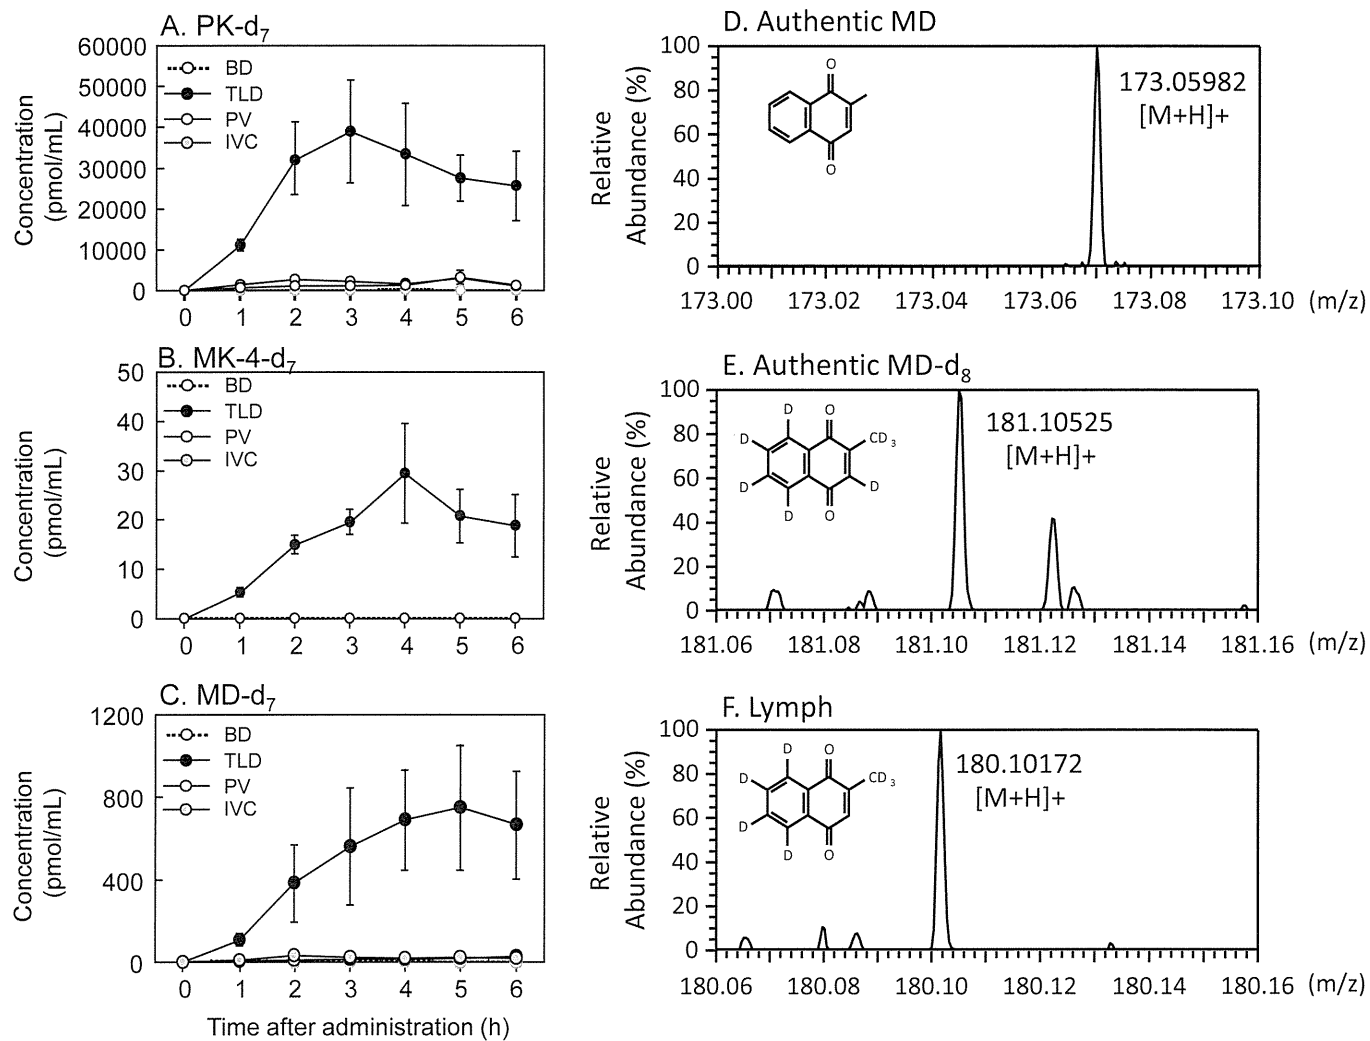 A. PK-d7
60000
50000
40000
30000
20000
10000
0
Concentration
(pmol/mL)
BD
TLD
PV
IVC
0 1 2 3 4 5 6
B. MK-4-d7
50
40
30
20
10
0
Concentration
(pmol/mL)
BD
TLD
PV
IVC
0 1 2 3 4 5 6
C. MD-d7
1200
800
400
0
Concentration
(pmol/mL)
BD
TLD
PV
IVC
0 1 2 3 4 5 6
Time after administration (h)
D. Authentic MD
100
80
60
40
20
0
Relative
Abundance (%)
O
O
173.05982
[M+H]+
173.00 173.02 173.04 173.06 173.08 173.10 (m/z)
E. Authentic MD-d8
100
80
60
40
20
0
Relative
Abundance (%)
D O
D CD3
D D
D O
181.10525
[M+H]+
181.06 181.08 181.10 181.12 181.14 181.16 (m/z)
F. Lymph
100
80
60
40
20
0
Relative
Abundance (%)
D O
D CD3
D
D O
180.10172
[M+H]+
180.06 180.08 180.10 180.12 180.14 180.16 (m/z)